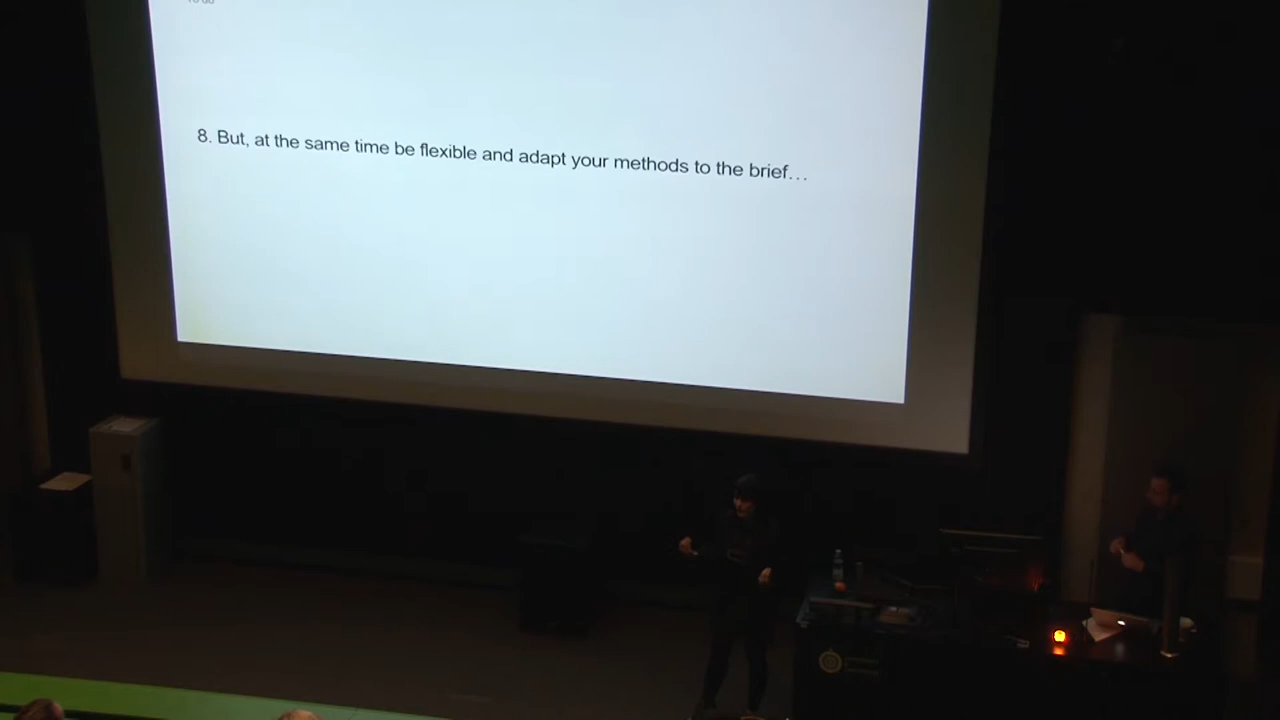 8. But, at the same time be flexible and adapt your methods to the brief…